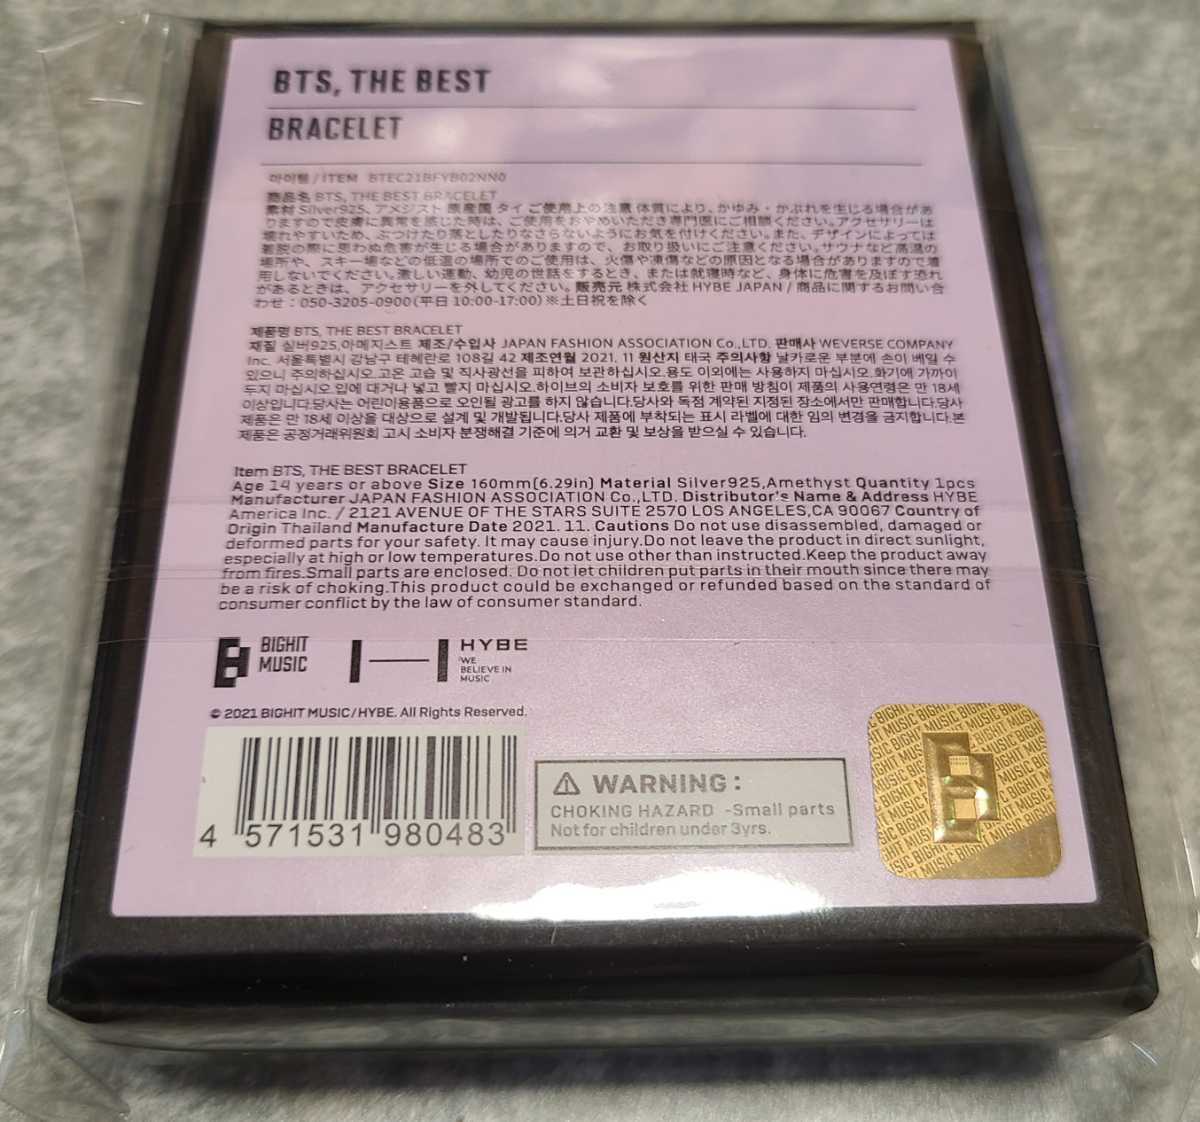 BTS, THE BEST
BRACELET
아이템 / ITEM BTEC21BFYB02NN0
商品名 BTS, THE BEST BRACELET
素材 Silver925、アメジスト 原産国 タイ ご使用上の注意 体質により、かゆみ・かぶれを生じる場合があ
りますので皮膚に異常を感じた時は、ご使用をおやめいただき専門医にご相談ください。アクセサリーは
壊れやすいため、ぶつけたり落としたりなさらないようにお気を付けください。また、デザインによっては
着脱の際に思わぬ危害が生じる場合がありますので、お取り扱いにご注意ください。サウナなど高温の
場所や、スキー場などの低温の場所でのご使用は、火傷や凍傷などの原因となる場合がありますので着
用しないでください。激しい運動、幼児の世話をするとき、または就寝時など、身体に危害を及ぼす恐れ
があるときは、アクセサリーを外してください。販売元 株式会社 HYBE JAPAN / 商品に関するお問い合
わせ：050-3205-0900(平日 10:00-17:00)※土日祝を除く
제품명 BTS, THE BEST BRACELET
재질 실버925,아메지스트 제조/수입사 JAPAN FASHION ASSOCIATION Co.,LTD. 판매사 WEVERSE COMPANY
Inc. 서울특별시 강남구 테헤란로 108길 42 제조연월 2021. 11 원산지 태국 주의사항 날카로운 부분에 손이 베일 수
있으니 주의하십시오.고온 고습 및 직사광선을 피하여 보관하십시오.용도 이외에는 사용하지 마십시오.화기에 가까이
두지 마십시오.입에 대거나 넣고 빨지 마십시오.하이브의 소비자 보호를 위한 판매 방침이 제품의 사용연령은 만 18세
이상입니다.당사는 어린이용품으로 오인될 광고를 하지 않습니다.당사와 독점 계약된 지정된 장소에서만 판매합니다.당사
제품은 만 18세 이상을 대상으로 설계 및 개발됩니다.당사 제품에 부착되는 표시 라벨에 대한 임의 변경을 금지합니다.본
제품은 공정거래위원회 고시 소비자 분쟁해결 기준에 의거 교환 및 보상을 받으실 수 있습니다.
Item BTS, THE BEST BRACELET
Age 14 years or above Size 160mm(6.29in) Material Silver925,Amethyst Quantity 1pcs
Manufacturer JAPAN FASHION ASSOCIATION Co.,LTD. Distributor's Name & Address HYBE
America Inc. / 2121 AVENUE OF THE STARS SUITE 2570 LOS ANGELES,CA 90067 Country of
Origin Thailand Manufacture Date 2021. 11. Cautions Do not use disassembled, damaged or
deformed parts for your safety. It may cause injury.Do not leave the product in direct sunlight,
especially at high or low temperatures.Do not use other than instructed.Keep the product away
from fires.Small parts are enclosed. Do not let children put parts in their mouth since there may
be a risk of choking.This product could be exchanged or refunded based on the standard of
consumer conflict by the law of consumer standard.
BIGHIT
MUSIC
HYBE
WE
BELIEVE IN
MUSIC
© 2021 BIGHIT MUSIC/HYBE. All Rights Reserved.
4 571531 980483
⚠ WARNING :
CHOKING HAZARD -Small parts
Not for children under 3yrs.
BIGHIT MUSIC